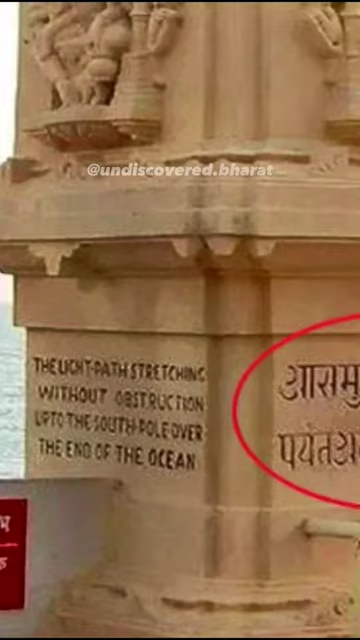 @undiscovered.bharat
THE LIGHT-PATH STRETCHING
WITHOUT OBSTRUCTION
UPTO THE SOUTH-POLE OVER
THE END OF THE OCEAN
आसमु
पर्यंत